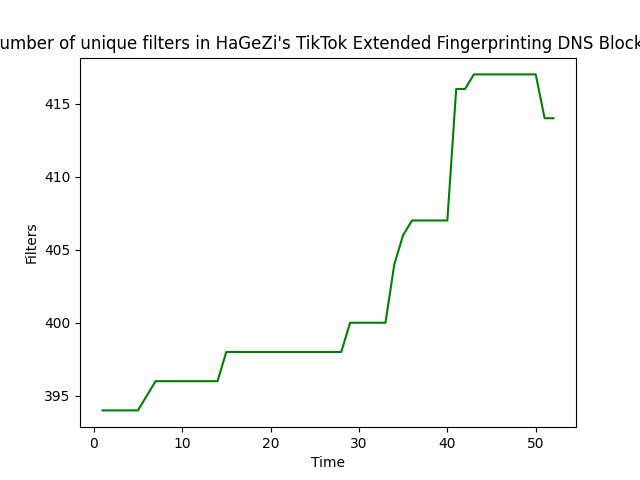 umber of unique filters in HaGeZi's TikTok Extended Fingerprinting DNS Block
415
410
405
400
395
Filters
0 10 20 30 40 50
Time